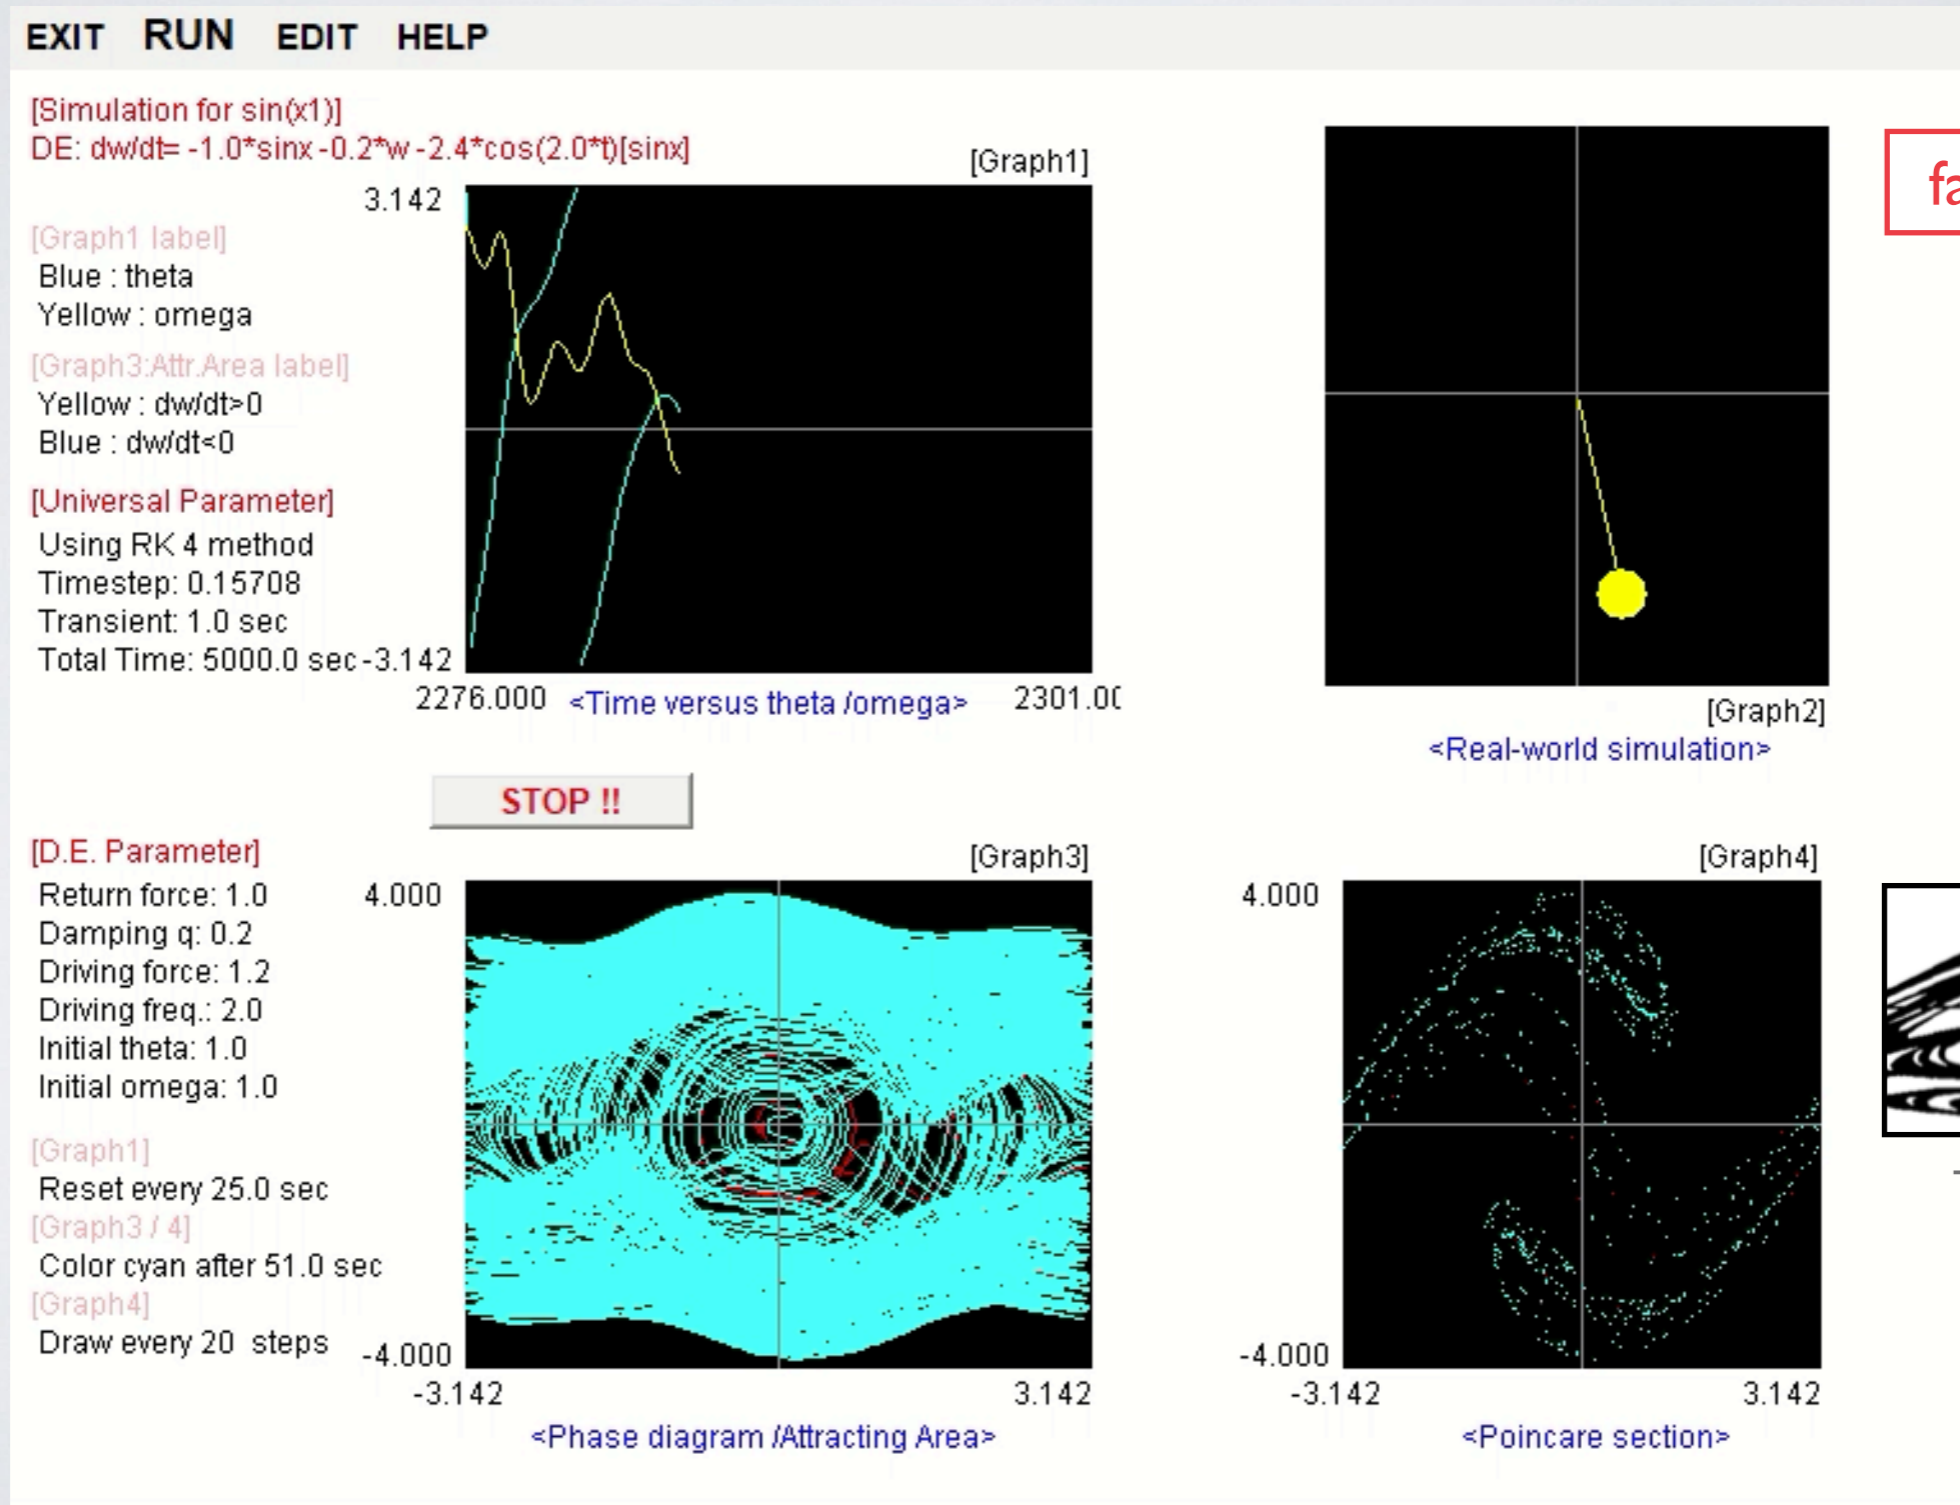 EXIT RUN EDIT HELP
[Simulation for sin(x1)]
DE: dw/dt= -1.0*sinx -0.2*w -2.4*cos(2.0*t)[sinx]
[Graph1]
3.142
[Graph1 label]
Blue : theta
Yellow : omega
[Graph3:Attr.Area label]
Yellow : dw/dt>0
Blue : dw/dt<0
[Universal Parameter]
Using RK 4 method
Timestep: 0.15708
Transient: 1.0 sec
Total Time: 5000.0 sec
-3.142
2276.000 <Time versus theta /omega> 2301.00
[Graph2]
<Real-world simulation>
STOP !!
[D.E. Parameter]
Return force: 1.0
Damping q: 0.2
Driving force: 1.2
Driving freq.: 2.0
Initial theta: 1.0
Initial omega: 1.0
[Graph1]
Reset every 25.0 sec
[Graph3 / 4]
Color cyan after 51.0 sec
[Graph4]
Draw every 20 steps
[Graph3]
4.000
-4.000
-3.142 3.142
<Phase diagram /Attracting Area>
[Graph4]
4.000
-4.000
-3.142 3.142
<Poincare section>